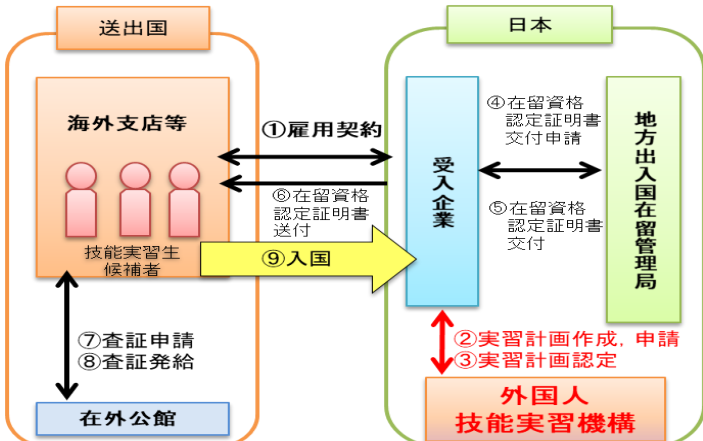 送出国
日本
海外支店等
技能実習生
候補者
①雇用契約
⑥在留資格
認定証明書
送付
⑨入国
受入企業
④在留資格
認定証明書
交付申請
⑤在留資格
認定証明書
交付
地方出入国在留管理局
⑦査証申請
⑧査証発給
在外公館
②実習計画作成, 申請
③実習計画認定
外国人
技能実習機構